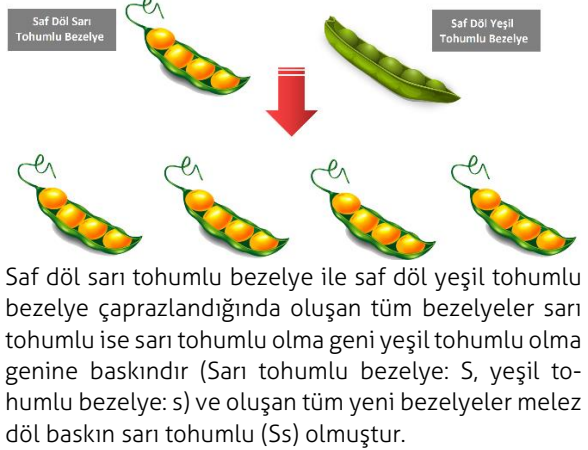 Saf Döl Sarı
Tohumlu Bezelye
Saf Döl Yeşil
Tohumlu Bezelye
Saf döl sarı tohumlu bezelye ile saf döl yeşil tohumlu
bezelye çaprazlandığında oluşan tüm bezelyeler sarı
tohumlu ise sarı tohumlu olma geni yeşil tohumlu olma
genine baskındır (Sarı tohumlu bezelye: S, yeşil to-
humlu bezelye: s) ve oluşan tüm yeni bezelyeler melez
döl baskın sarı tohumlu (Ss) olmuştur.